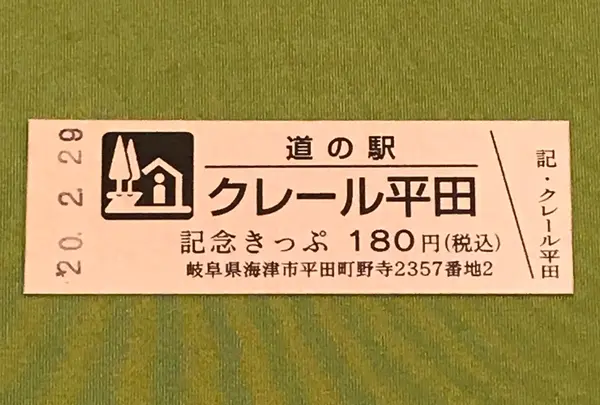 20.2.29
道の駅
クレール平田
記念きっぷ 180円(税込)
岐阜県海津市平田町野寺2357番地2
記・クレール平田